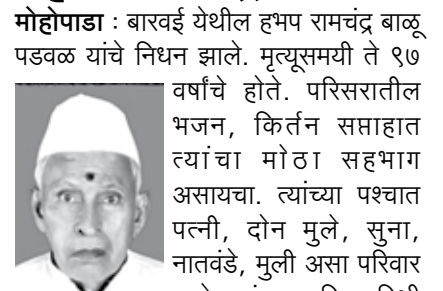 मोहोपाडा : बारवई येथील हभप रामचंद्र बाळू
पडवळ यांचे निधन झाले. मृत्यूसमयी ते ९७
वर्षांचे होते. परिसरातील
भजन, किर्तन सप्ताहात
त्यांचा मोठा सहभाग
असायचा. त्यांच्या पश्चात
पत्नी, दोन मुले, सुना,
नातवंडे, मुली असा परिवार